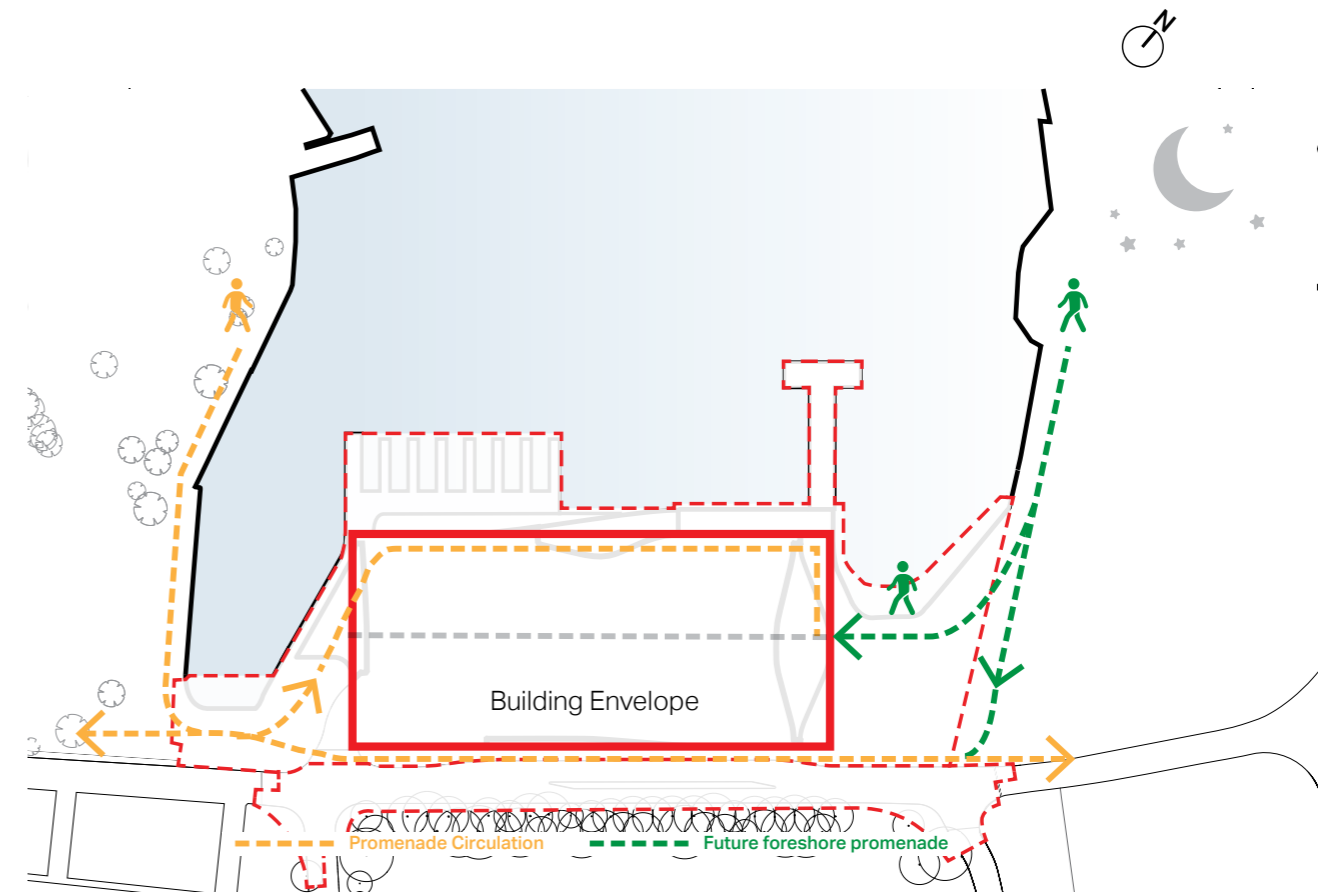 N
Building Envelope
Promenade Circulation
Future foreshore promenade